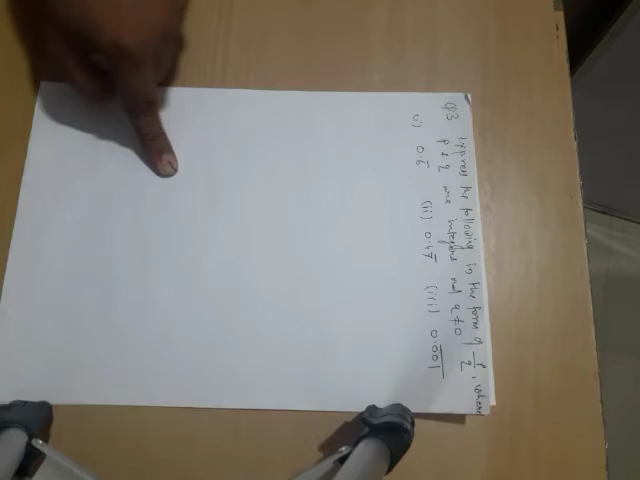 Q3 Express the following in the form of p/q, where
p & q are integers and q ≠ 0
(i) 0.6̅ (ii) 0.47̅ (iii) 0.0̅0̅1̅